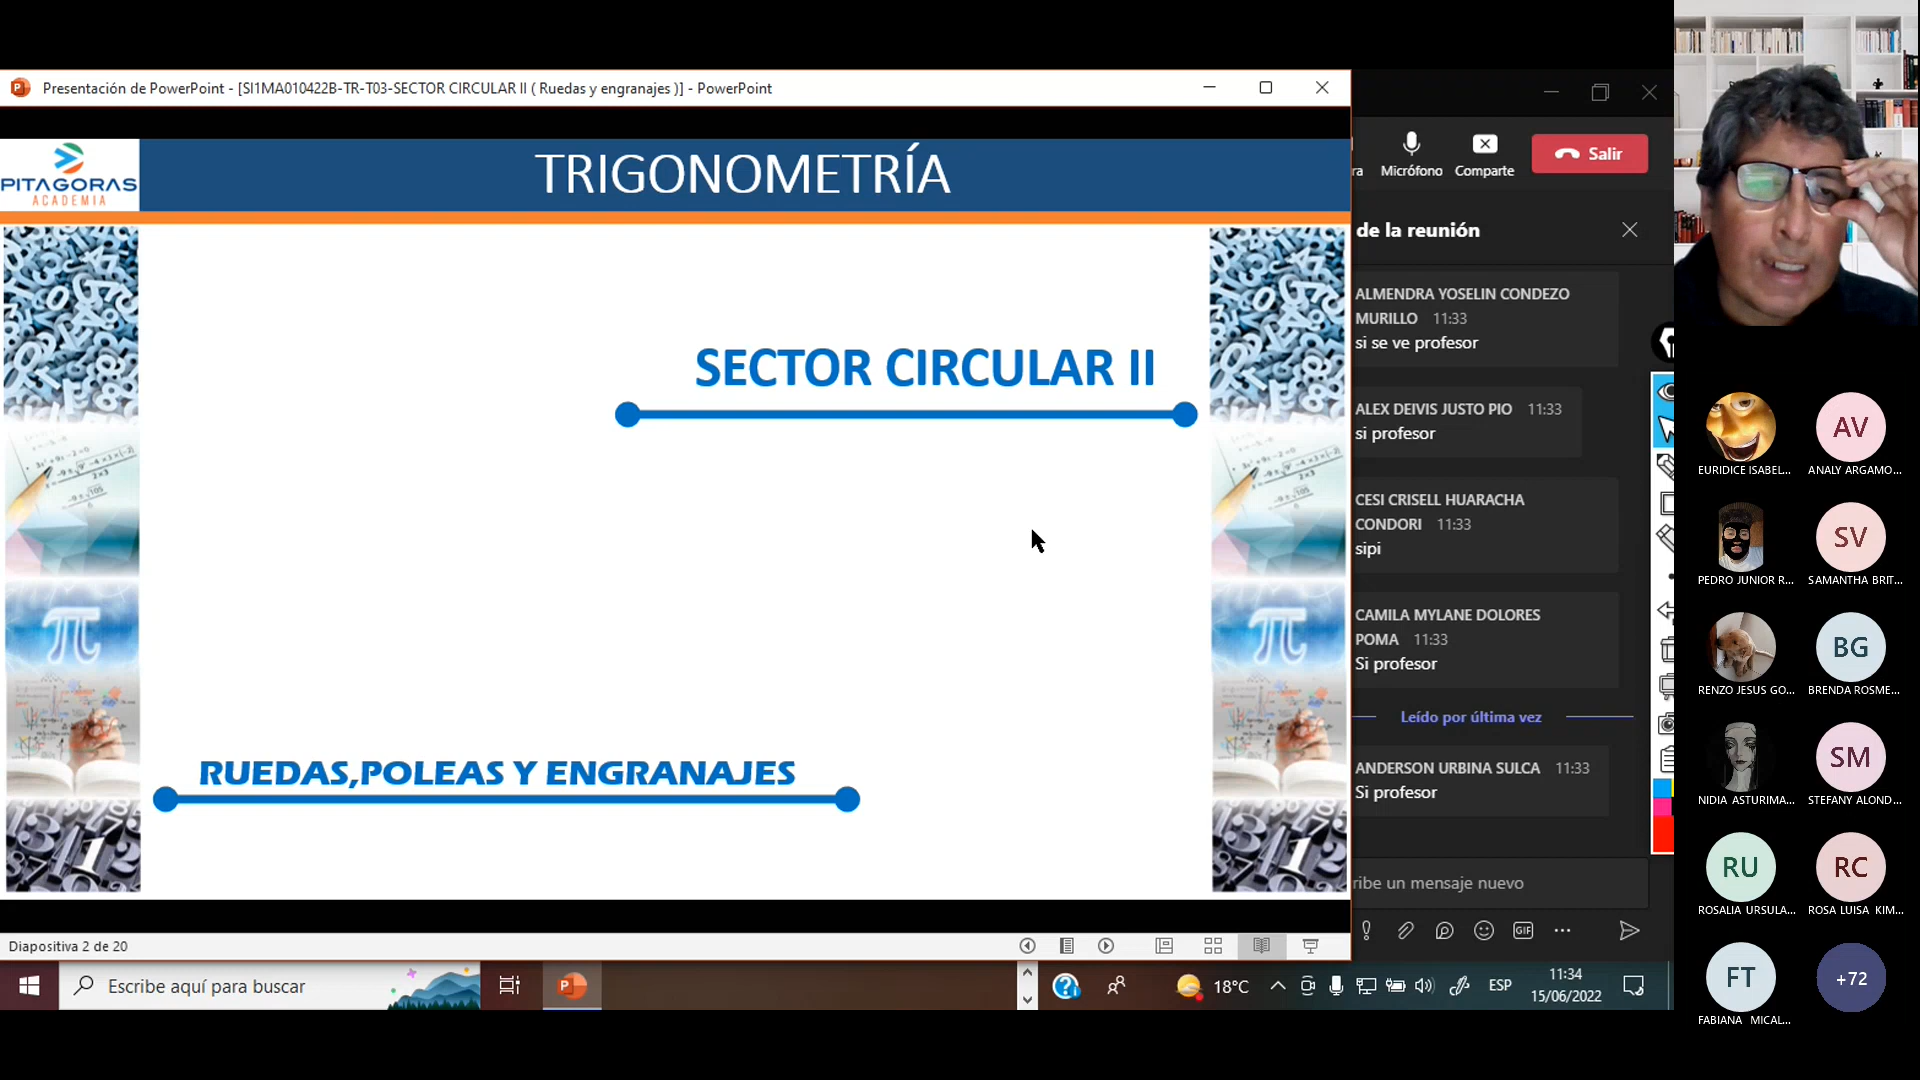 Presentación de PowerPoint - [SI1MA010422B-TR-T03-SECTOR CIRCULAR II ( Ruedas y engranajes )] - PowerPoint
PITAGORAS
ACADEMIA
TRIGONOMETRÍA
SECTOR CIRCULAR II
RUEDAS,POLEAS Y ENGRANAJES
Diapositiva 2 de 20
ra
Micrófono
Comparte
Salir
de la reunión
ALMENDRA YOSELIN CONDEZO
MURILLO 11:33
si se ve profesor
ALEX DEIVIS JUSTO PIO 11:33
si profesor
CESI CRISELL HUARACHA
CONDORI 11:33
sipi
CAMILA MYLANE DOLORES
POMA 11:33
Si profesor
Leído por última vez
ANDERSON URBINA SULCA 11:33
Si profesor
ribe un mensaje nuevo
GIF
EURIDICE ISABEL...
AV
ANALY ARGAMO...
PEDRO JUNIOR R...
SV
SAMANTHA BRIT...
RENZO JESUS GO...
BG
BRENDA ROSME...
NIDIA ASTURIMA...
SM
STEFANY ALOND...
RU
ROSALIA URSULA...
RC
ROSA LUISA KIM...
FT
FABIANA MICAL...
+72
Escribe aquí para buscar
18°C
ESP
11:34
15/06/2022